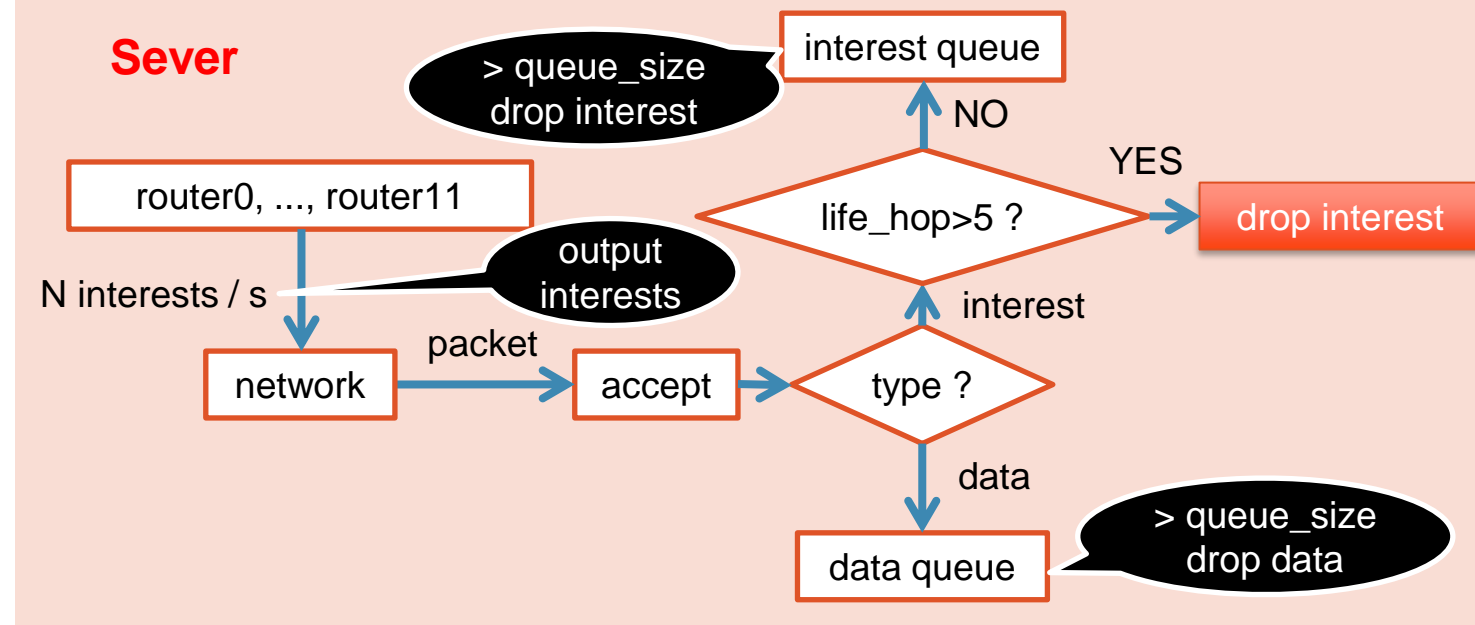 Sever
interest queue
> queue_size
drop interest
NO
YES
router0, ..., router11
life_hop>5 ?
drop interest
output
interests
N interests / s
interest
packet
network
accept
type ?
data
> queue_size
drop data
data queue